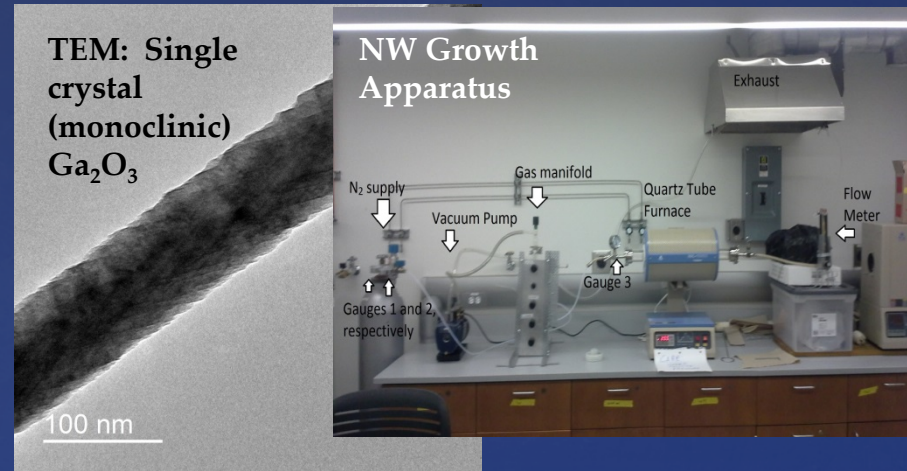 TEM: Single
crystal
(monoclinic)
Ga₂O₃
100 nm
NW Growth
Apparatus
Exhaust
Gas manifold
N₂ supply
Quartz Tube
Furnace
Flow
Meter
Vacuum Pump
Gauge 3
Gauges 1 and 2,
respectively